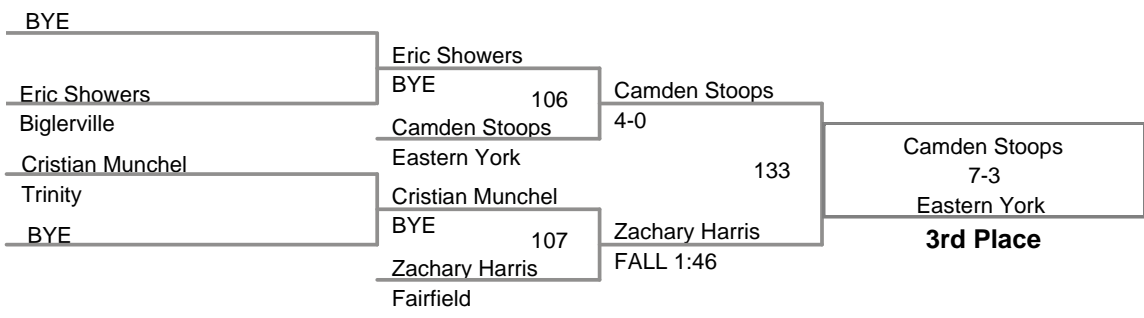 BYE
Eric Showers
Biglerville
Cristian Munchel
Trinity
BYE
Eric Showers
BYE
106
Camden Stoops
Eastern York
Cristian Munchel
BYE
107
Zachary Harris
Fairfield
Camden Stoops
4-0
133
Zachary Harris
FALL 1:46
Camden Stoops
7-3
Eastern York
3rd Place